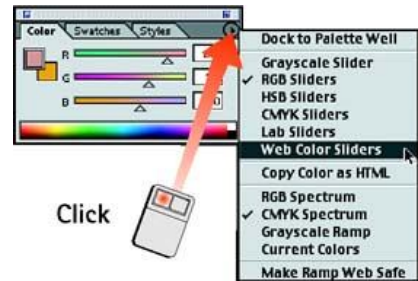 Color Swatches Styles
R
G
B
Click
Dock to Palette Well
Grayscale Slider
✓ RGB Sliders
HSB Sliders
CMYK Sliders
Lab Sliders
Web Color Sliders
Copy Color as HTML
RGB Spectrum
✓ CMYK Spectrum
Grayscale Ramp
Current Colors
Make Ramp Web Safe